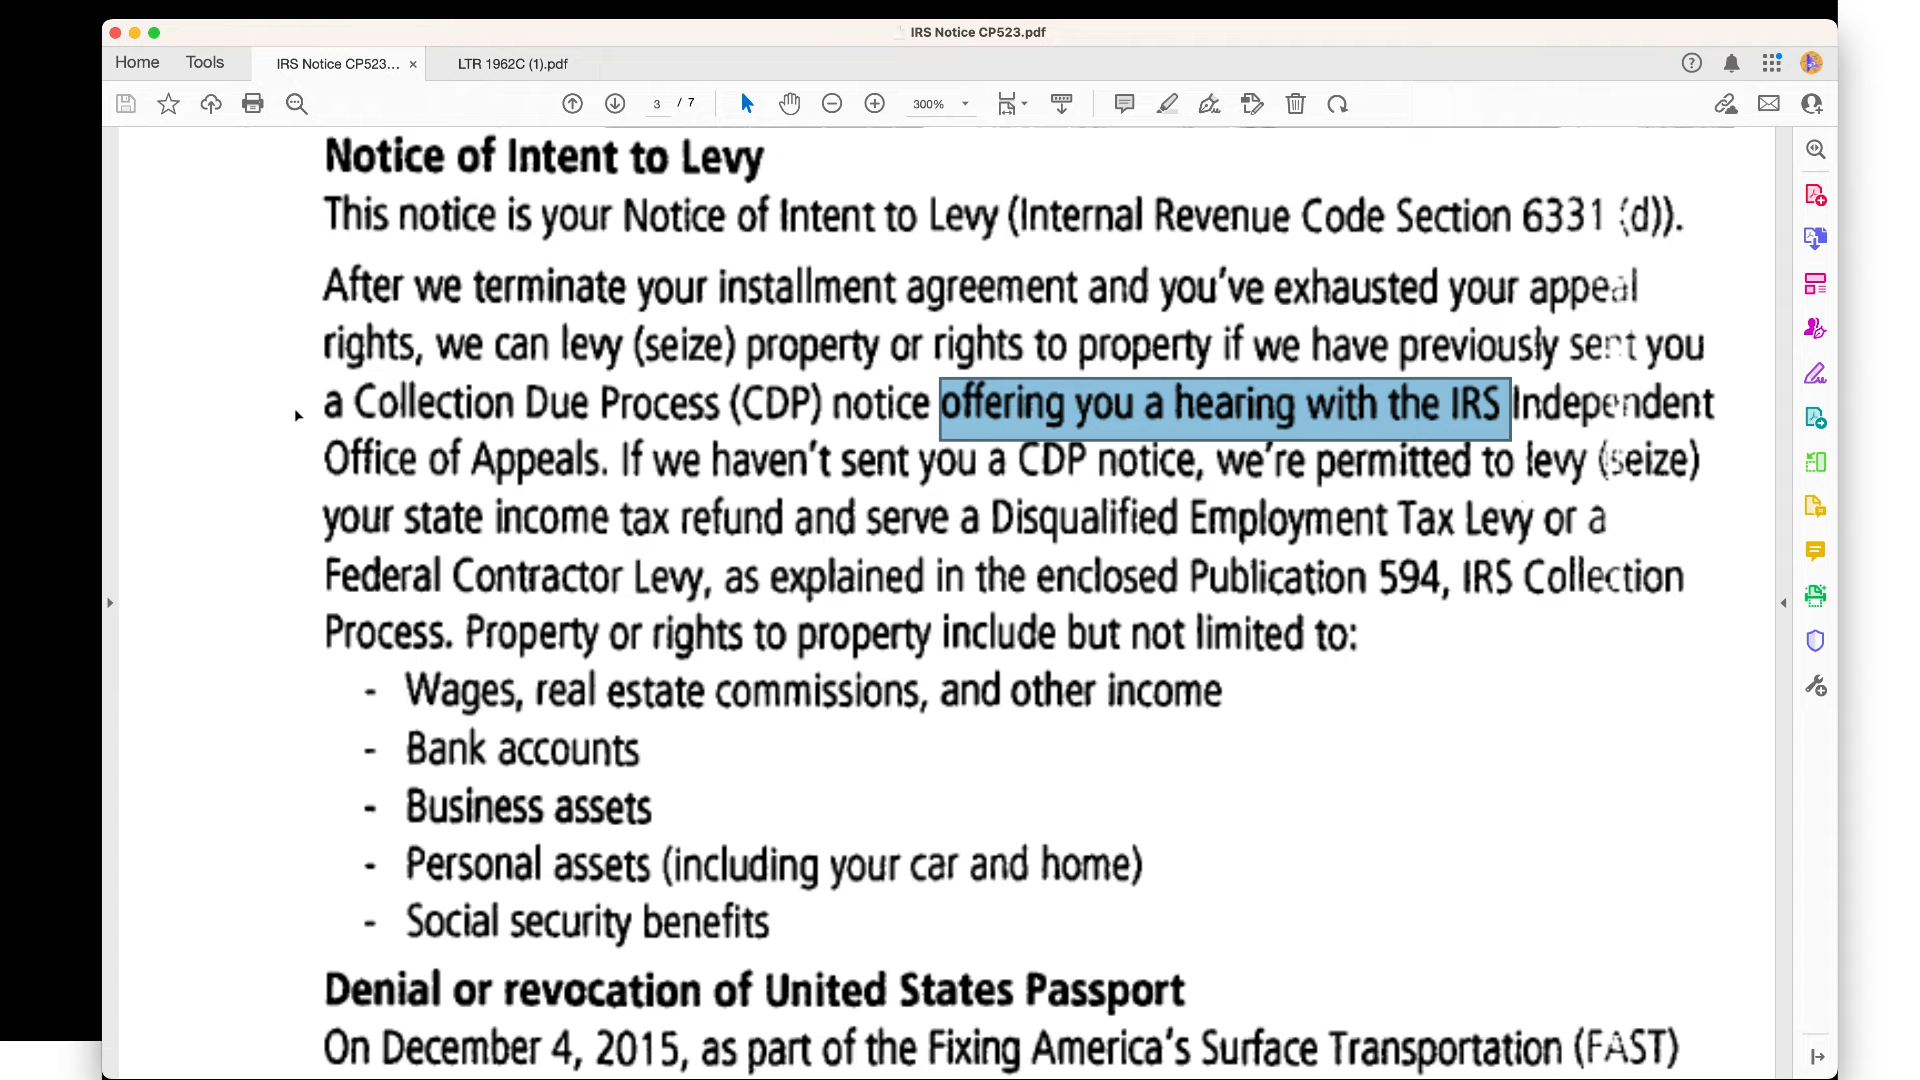 IRS Notice CP523.pdf
Home Tools IRS Notice CP523... × LTR 1962C (1).pdf
3 / 7 300%
Notice of Intent to Levy
This notice is your Notice of Intent to Levy (Internal Revenue Code Section 6331 (d)).
After we terminate your installment agreement and you've exhausted your appeal
rights, we can levy (seize) property or rights to property if we have previously sent you
a Collection Due Process (CDP) notice offering you a hearing with the IRS Independent
Office of Appeals. If we haven't sent you a CDP notice, we're permitted to levy (seize)
your state income tax refund and serve a Disqualified Employment Tax Levy or a
Federal Contractor Levy, as explained in the enclosed Publication 594, IRS Collection
Process. Property or rights to property include but not limited to:
- Wages, real estate commissions, and other income
- Bank accounts
- Business assets
- Personal assets (including your car and home)
- Social security benefits
Denial or revocation of United States Passport
On December 4, 2015, as part of the Fixing America's Surface Transportation (FAST)